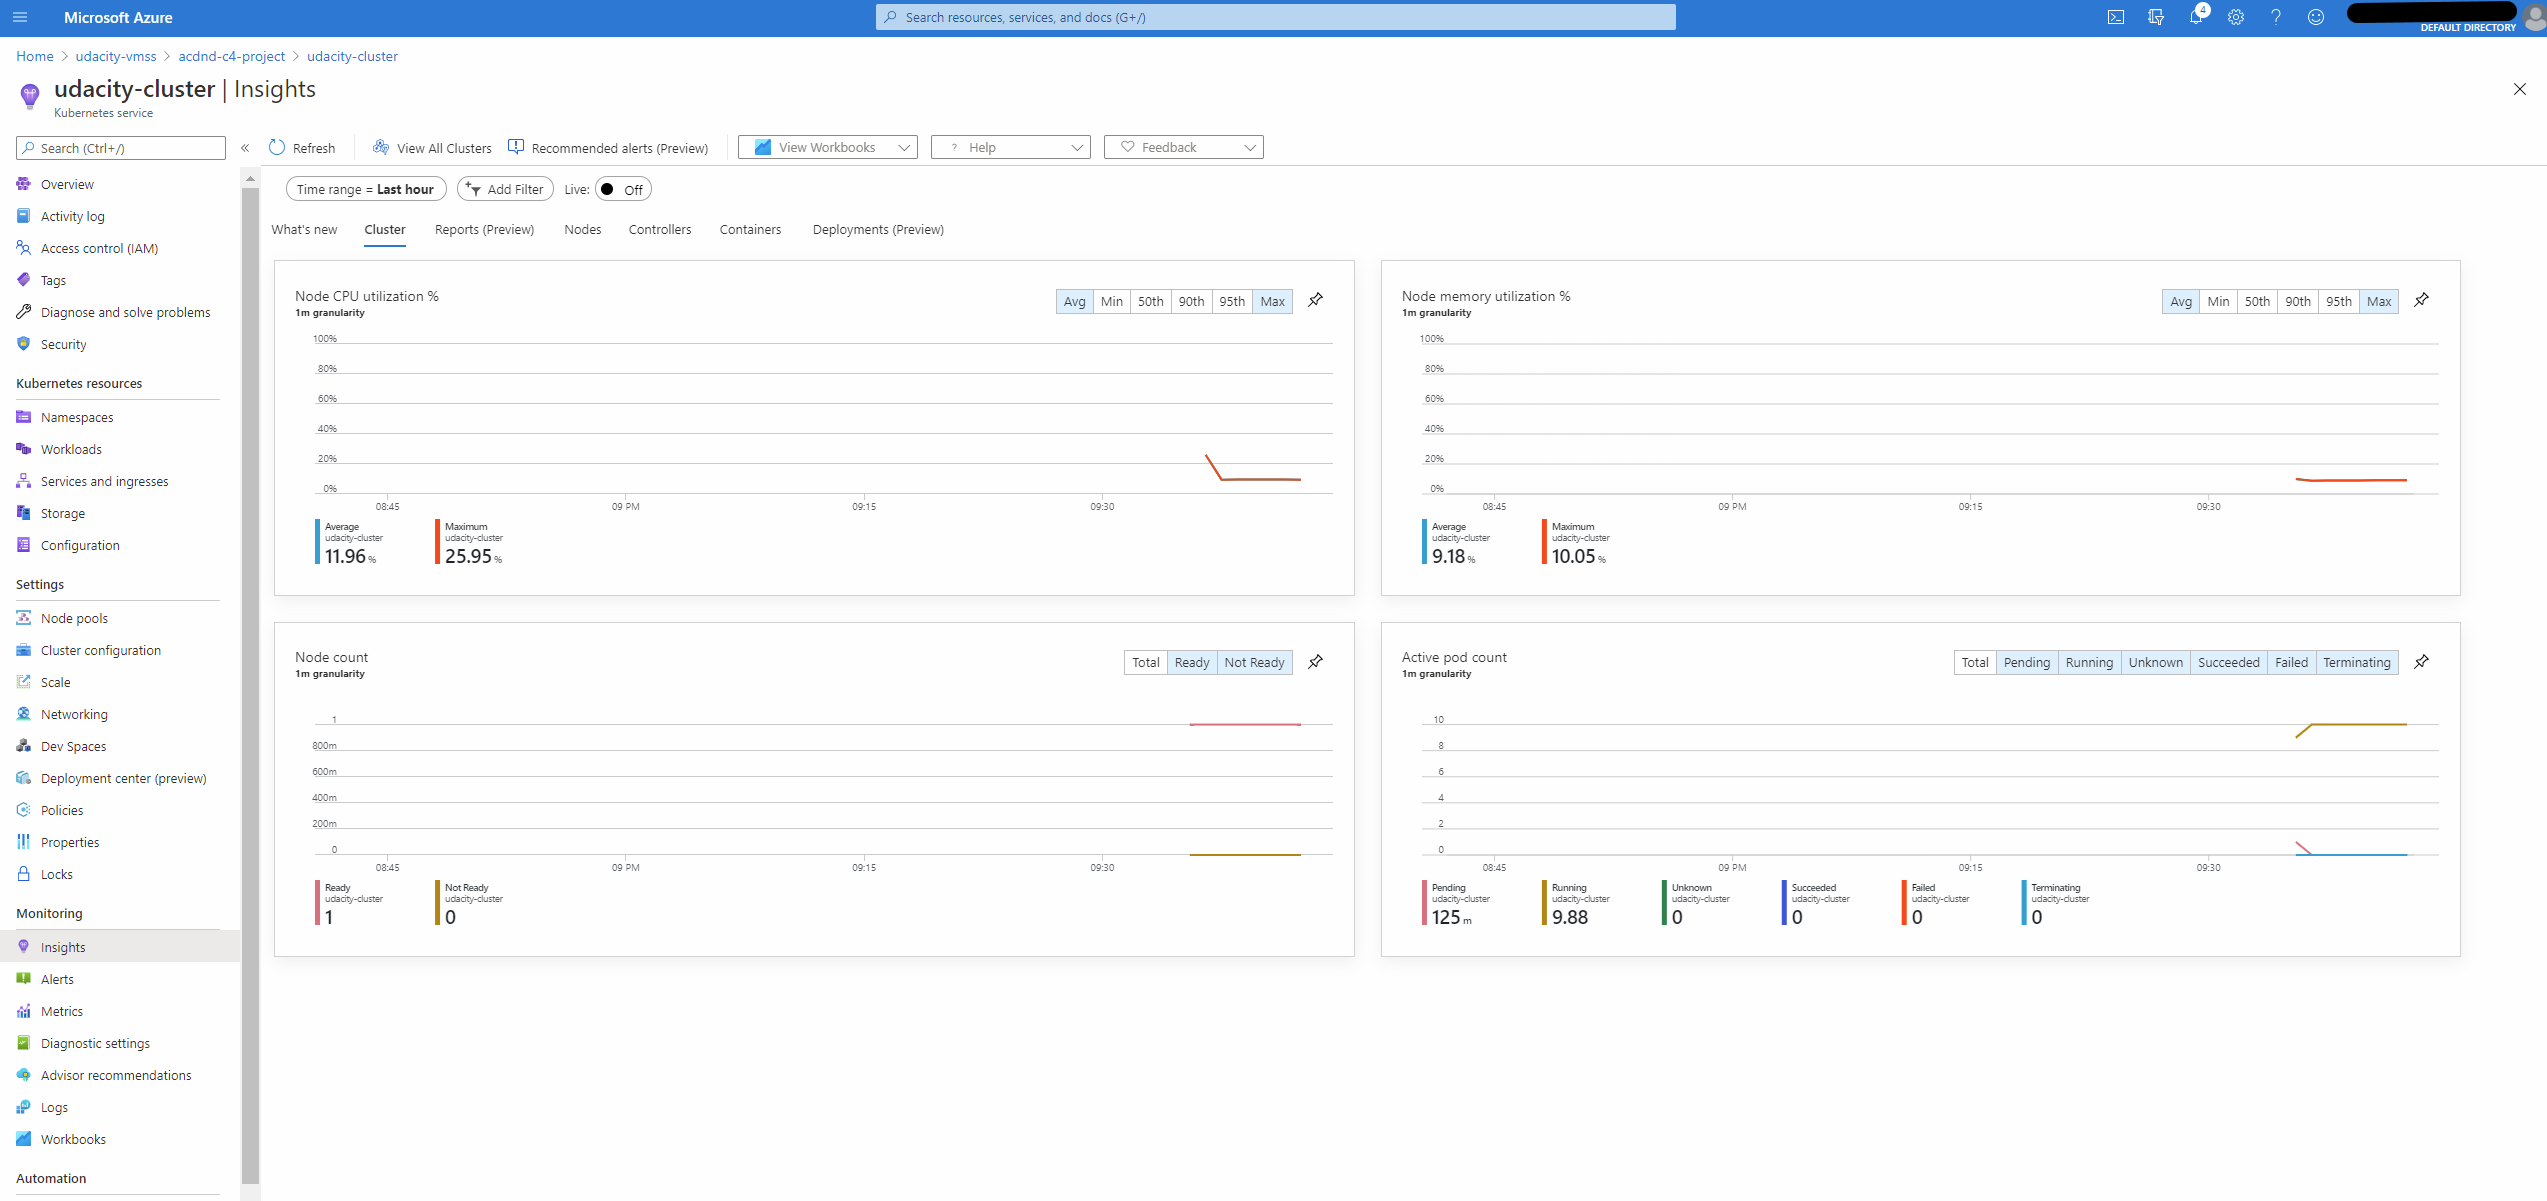 Microsoft Azure
Search resources, services, and docs (G+/)
4
DEFAULT DIRECTORY
Home > udacity-vmss > acdnd-c4-project > udacity-cluster
udacity-cluster | Insights
Kubernetes service
Search (Ctrl+/)
«
Refresh
View All Clusters
Recommended alerts (Preview)
View Workbooks
? Help
Feedback
Overview
Activity log
Access control (IAM)
Tags
Diagnose and solve problems
Security
Kubernetes resources
Namespaces
Workloads
Services and ingresses
Storage
Configuration
Settings
Node pools
Cluster configuration
Scale
Networking
Dev Spaces
Deployment center (preview)
Policies
Properties
Locks
Monitoring
Insights
Alerts
Metrics
Diagnostic settings
Advisor recommendations
Logs
Workbooks
Automation
Time range = Last hour
Add Filter
Live: Off
What's new
Cluster
Reports (Preview)
Nodes
Controllers
Containers
Deployments (Preview)
Node CPU utilization %
1m granularity
Avg Min 50th 90th 95th Max
100%
80%
60%
40%
20%
0%
08:45 09 PM 09:15 09:30
Average
udacity-cluster
11.96 %
Maximum
udacity-cluster
25.95 %
Node memory utilization %
1m granularity
Avg Min 50th 90th 95th Max
100%
80%
60%
40%
20%
0%
08:45 09 PM 09:15 09:30
Average
udacity-cluster
9.18 %
Maximum
udacity-cluster
10.05 %
Node count
1m granularity
Total Ready Not Ready
1
800m
600m
400m
200m
0
08:45 09 PM 09:15 09:30
Ready
udacity-cluster
1
Not Ready
udacity-cluster
0
Active pod count
1m granularity
Total Pending Running Unknown Succeeded Failed Terminating
10
8
6
4
2
0
08:45 09 PM 09:15 09:30
Pending
udacity-cluster
125 m
Running
udacity-cluster
9.88
Unknown
udacity-cluster
0
Succeeded
udacity-cluster
0
Failed
udacity-cluster
0
Terminating
udacity-cluster
0